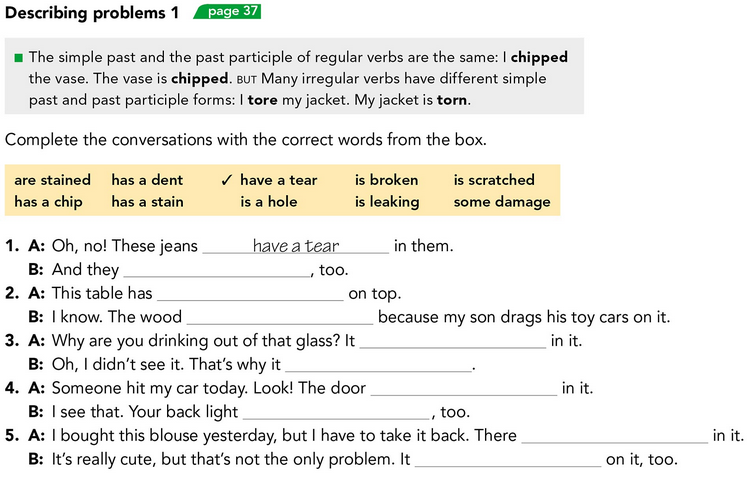 Describing problems 1 page 37
■ The simple past and the past participle of regular verbs are the same: I chipped
the vase. The vase is chipped. BUT Many irregular verbs have different simple
past and past participle forms: I tore my jacket. My jacket is torn.
Complete the conversations with the correct words from the box.
are stained has a dent ✓ have a tear is broken is scratched
has a chip has a stain is a hole is leaking some damage
1. A: Oh, no! These jeans have a tear in them.
B: And they ____________, too.
2. A: This table has ____________ on top.
B: I know. The wood ____________ because my son drags his toy cars on it.
3. A: Why are you drinking out of that glass? It ____________ in it.
B: Oh, I didn't see it. That's why it ____________.
4. A: Someone hit my car today. Look! The door ____________ in it.
B: I see that. Your back light ____________, too.
5. A: I bought this blouse yesterday, but I have to take it back. There ____________ in it.
B: It's really cute, but that's not the only problem. It ____________ on it, too.